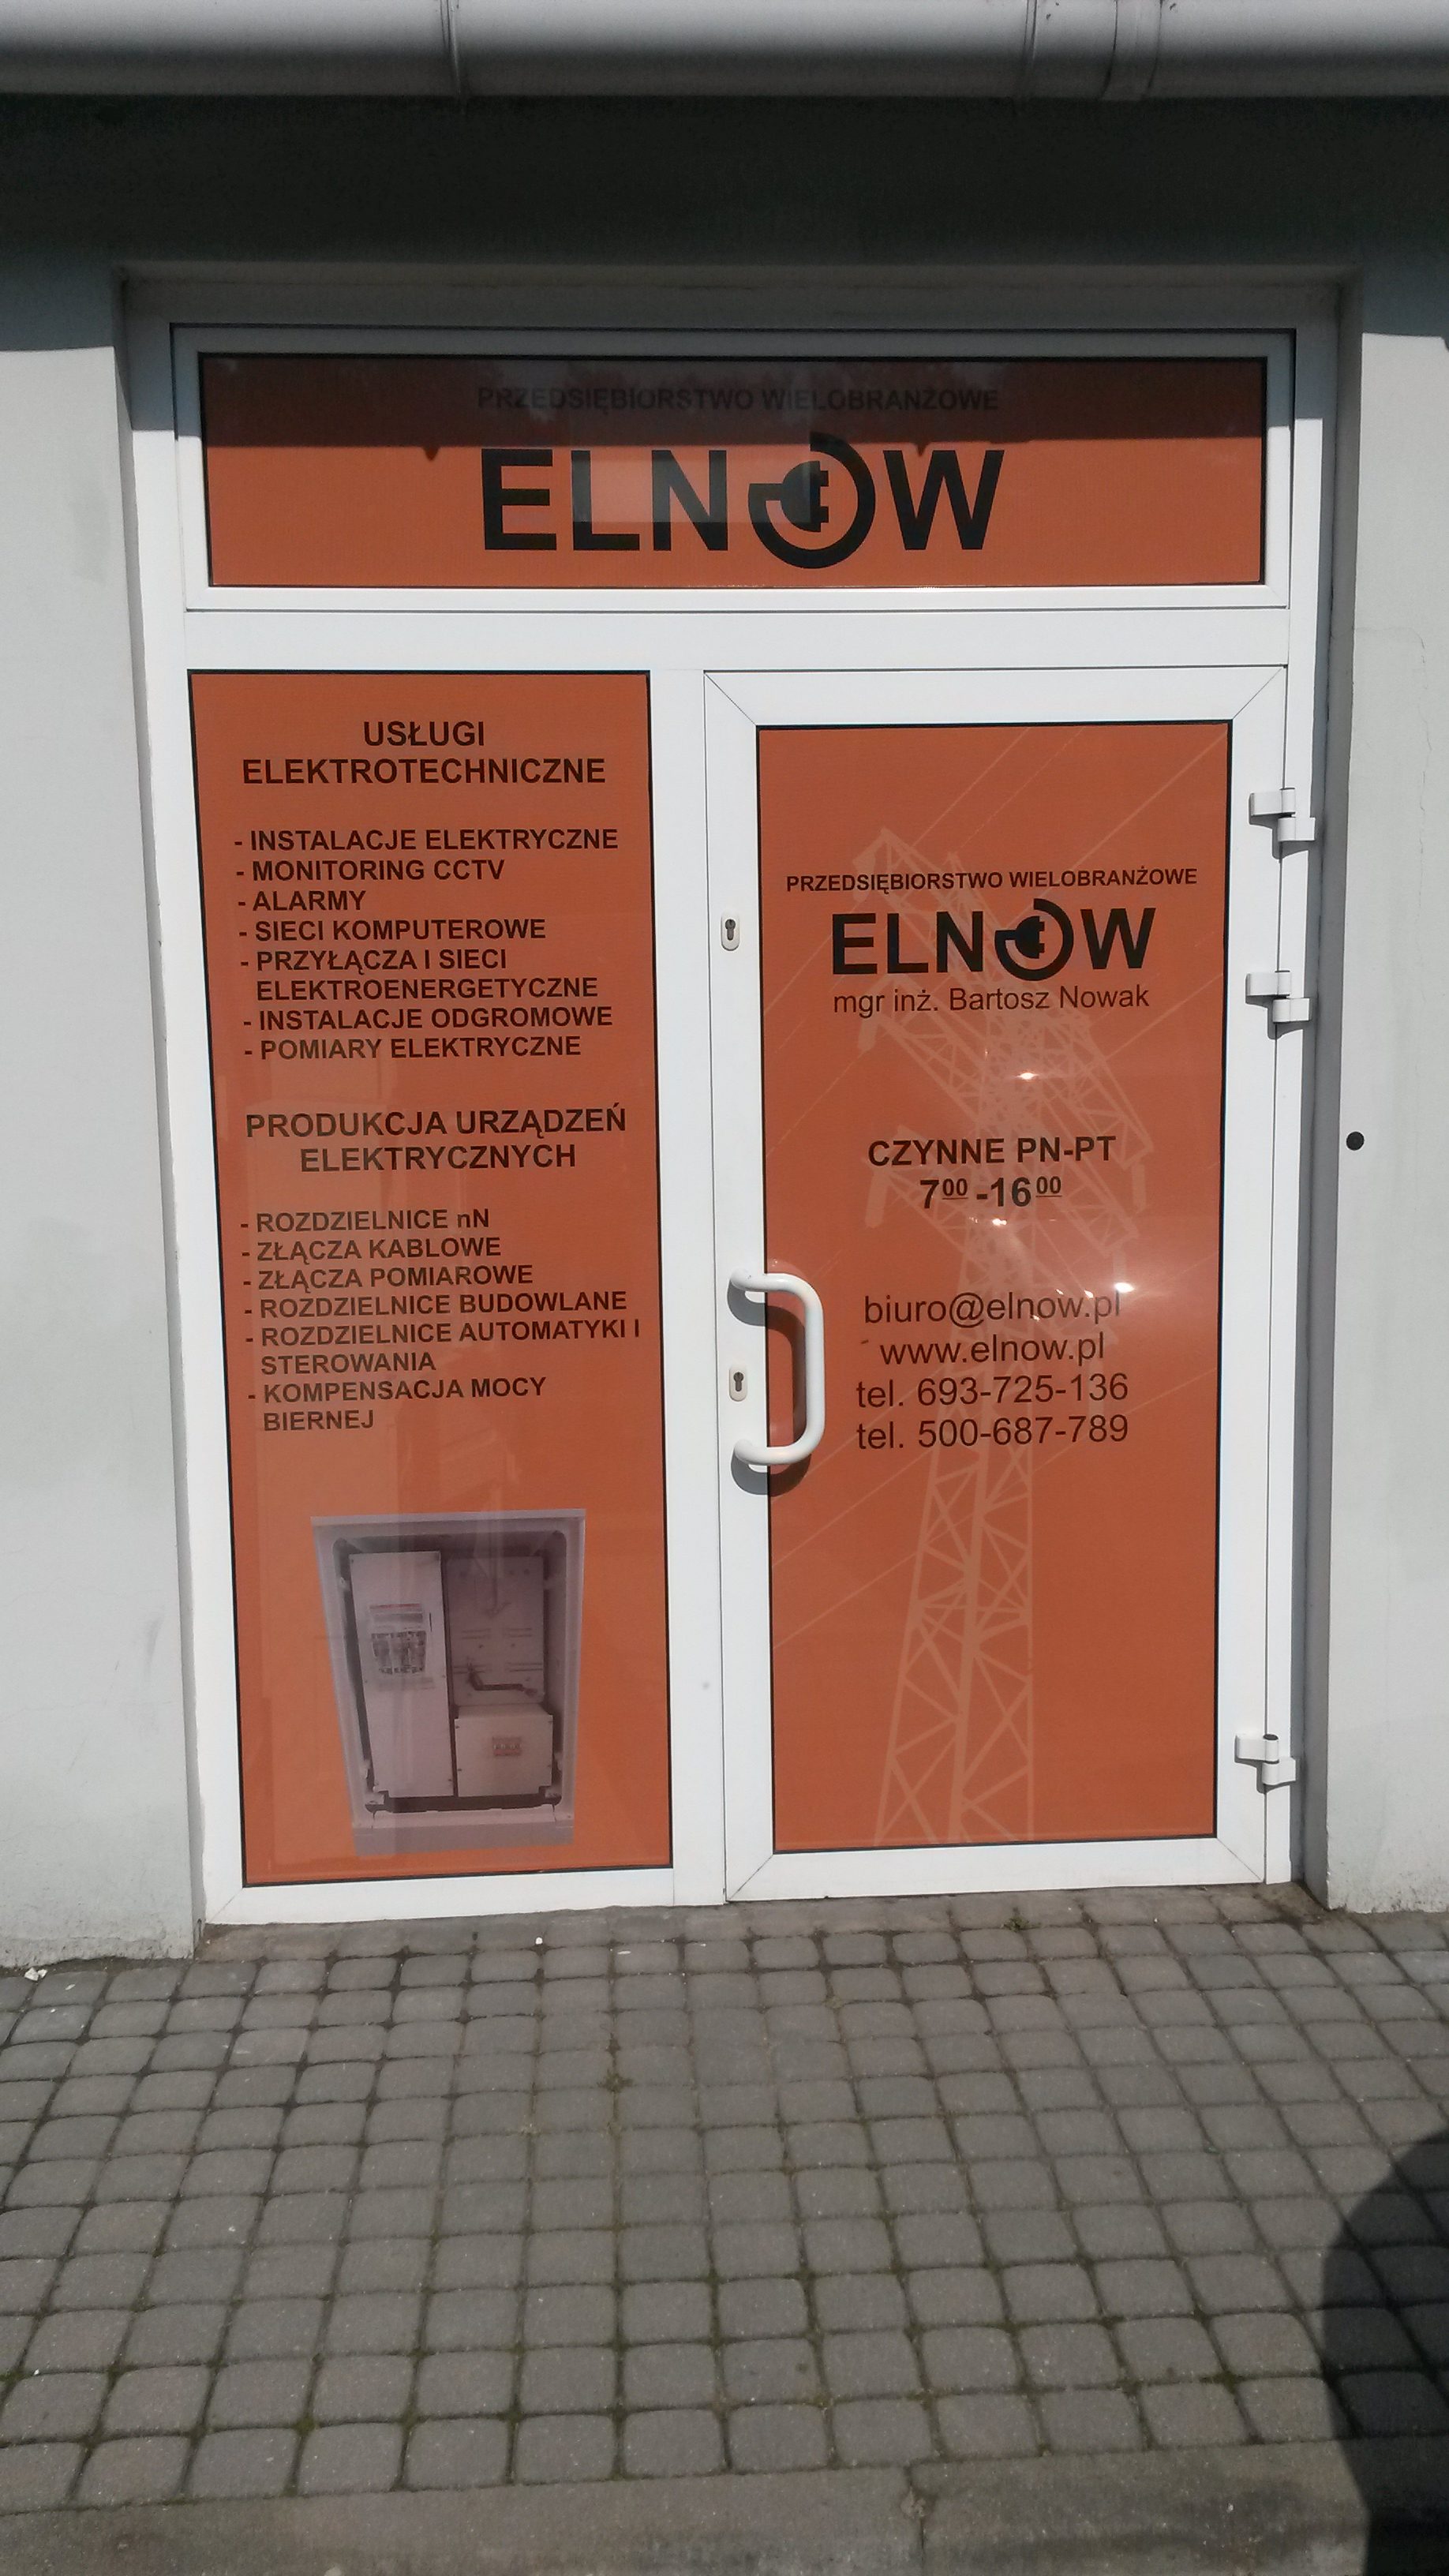 PRZEDSIĘBIORSTWO WIELOBRANŻOWE
ELNOW
USŁUGI
ELEKTROTECHNICZNE
- INSTALACJE ELEKTRYCZNE
- MONITORING CCTV
- ALARMY
- SIECI KOMPUTEROWE
- PRZYŁĄCZA I SIECI
ELEKTROENERGETYCZNE
- INSTALACJE ODGROMOWE
- POMIARY ELEKTRYCZNE
PRODUKCJA URZĄDZEŃ
ELEKTRYCZNYCH
- ROZDZIELNICE nN
- ZŁĄCZA KABLOWE
- ZŁĄCZA POMIAROWE
- ROZDZIELNICE BUDOWLANE
- ROZDZIELNICE AUTOMATYKI I
STEROWANIA
- KOMPENSACJA MOCY
BIERNEJ
PRZEDSIĘBIORSTWO WIELOBRANŻOWE
ELNOW
mgr inż. Bartosz Nowak
CZYNNE PN-PT
7⁰⁰-16⁰⁰
biuro@elnow.pl
www.elnow.pl
tel. 693-725-136
tel. 500-687-789